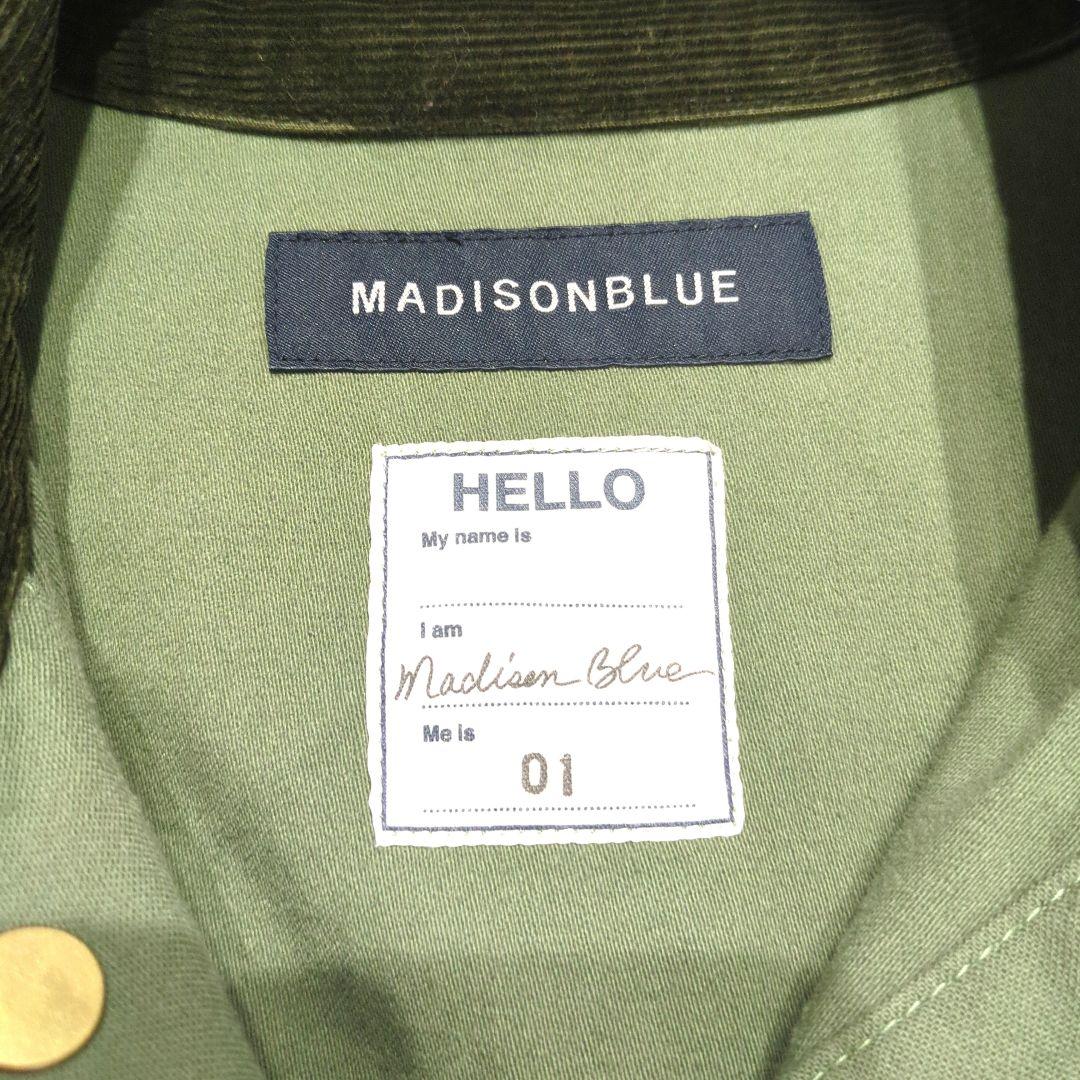 MADISONBLUE
HELLO
My name is
I am
Madison Blue
Me is
01